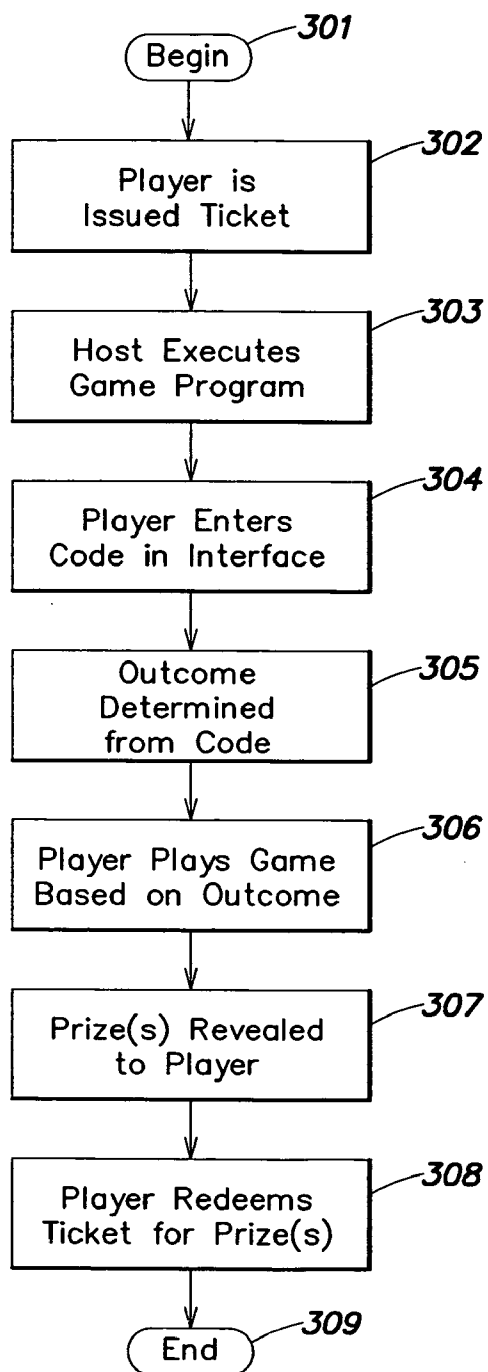 301
Begin
302
Player is
Issued Ticket
303
Host Executes
Game Program
304
Player Enters
Code in Interface
305
Outcome
Determined
from Code
306
Player Plays Game
Based on Outcome
307
Prize(s) Revealed
to Player
308
Player Redeems
Ticket for Prize(s)
309
End